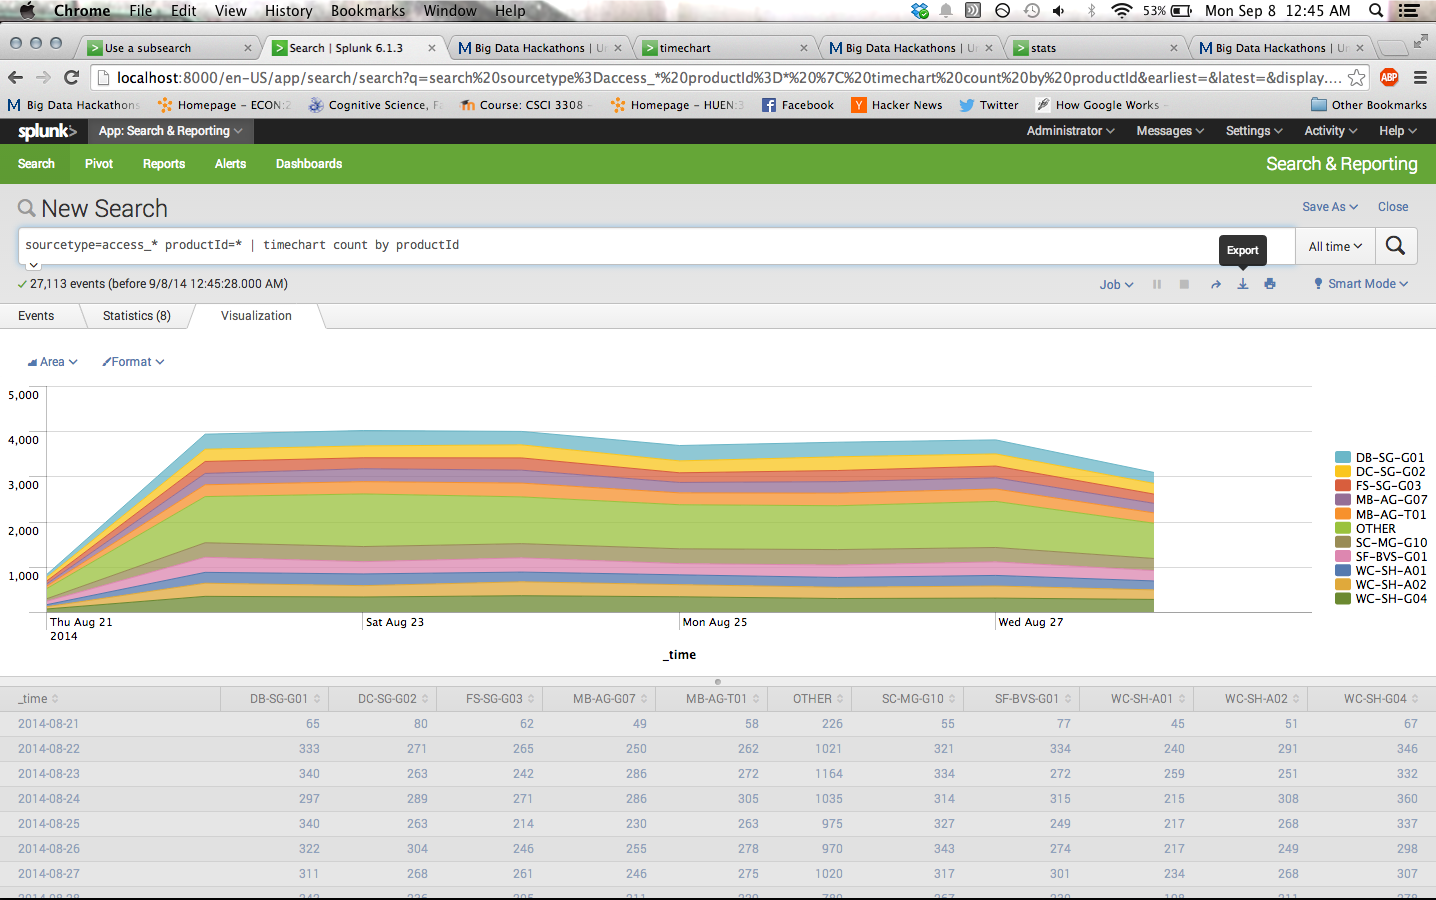 Chrome File Edit View History Bookmarks Window Help 53% Mon Sep 8 12:45 AM
Use a subsearch Search | Splunk 6.1.3 Big Data Hackathons | Un timechart Big Data Hackathons | Un stats Big Data Hackathons | Un
localhost:8000/en-US/app/search/search?q=search%20sourcetype%3Daccess_*%20productId%3D*%20%7C%20timechart%20count%20by%20productId&earliest=&latest=&display.... ABP
Big Data Hackathons Homepage – ECON:2 Cognitive Science, Fa Course: CSCI 3308 – Homepage – HUEN:3 Facebook Hacker News Twitter How Google Works – Other Bookmarks
splunk> App: Search & Reporting Administrator Messages Settings Activity Help
Search Pivot Reports Alerts Dashboards Search & Reporting
New Search Save As Close
sourcetype=access_* productId=* | timechart count by productId Export All time
27,113 events (before 9/8/14 12:45:28.000 AM) Job Smart Mode
Events Statistics (8) Visualization
Area Format
5,000
4,000
3,000
2,000
1,000
Thu Aug 21 Sat Aug 23 Mon Aug 25 Wed Aug 27
2014
_time
DB-SG-G01
DC-SG-G02
FS-SG-G03
MB-AG-G07
MB-AG-T01
OTHER
SC-MG-G10
SF-BVS-G01
WC-SH-A01
WC-SH-A02
WC-SH-G04
_time DB-SG-G01 DC-SG-G02 FS-SG-G03 MB-AG-G07 MB-AG-T01 OTHER SC-MG-G10 SF-BVS-G01 WC-SH-A01 WC-SH-A02 WC-SH-G04
2014-08-21 65 80 62 49 58 226 55 77 45 51 67
2014-08-22 333 271 265 250 262 1021 321 334 240 291 346
2014-08-23 340 263 242 286 272 1164 334 272 259 251 332
2014-08-24 297 289 271 286 305 1035 314 315 215 308 360
2014-08-25 340 263 214 230 263 975 327 249 217 268 337
2014-08-26 322 304 246 255 278 970 343 274 217 249 298
2014-08-27 311 268 261 246 275 1020 317 301 234 268 307